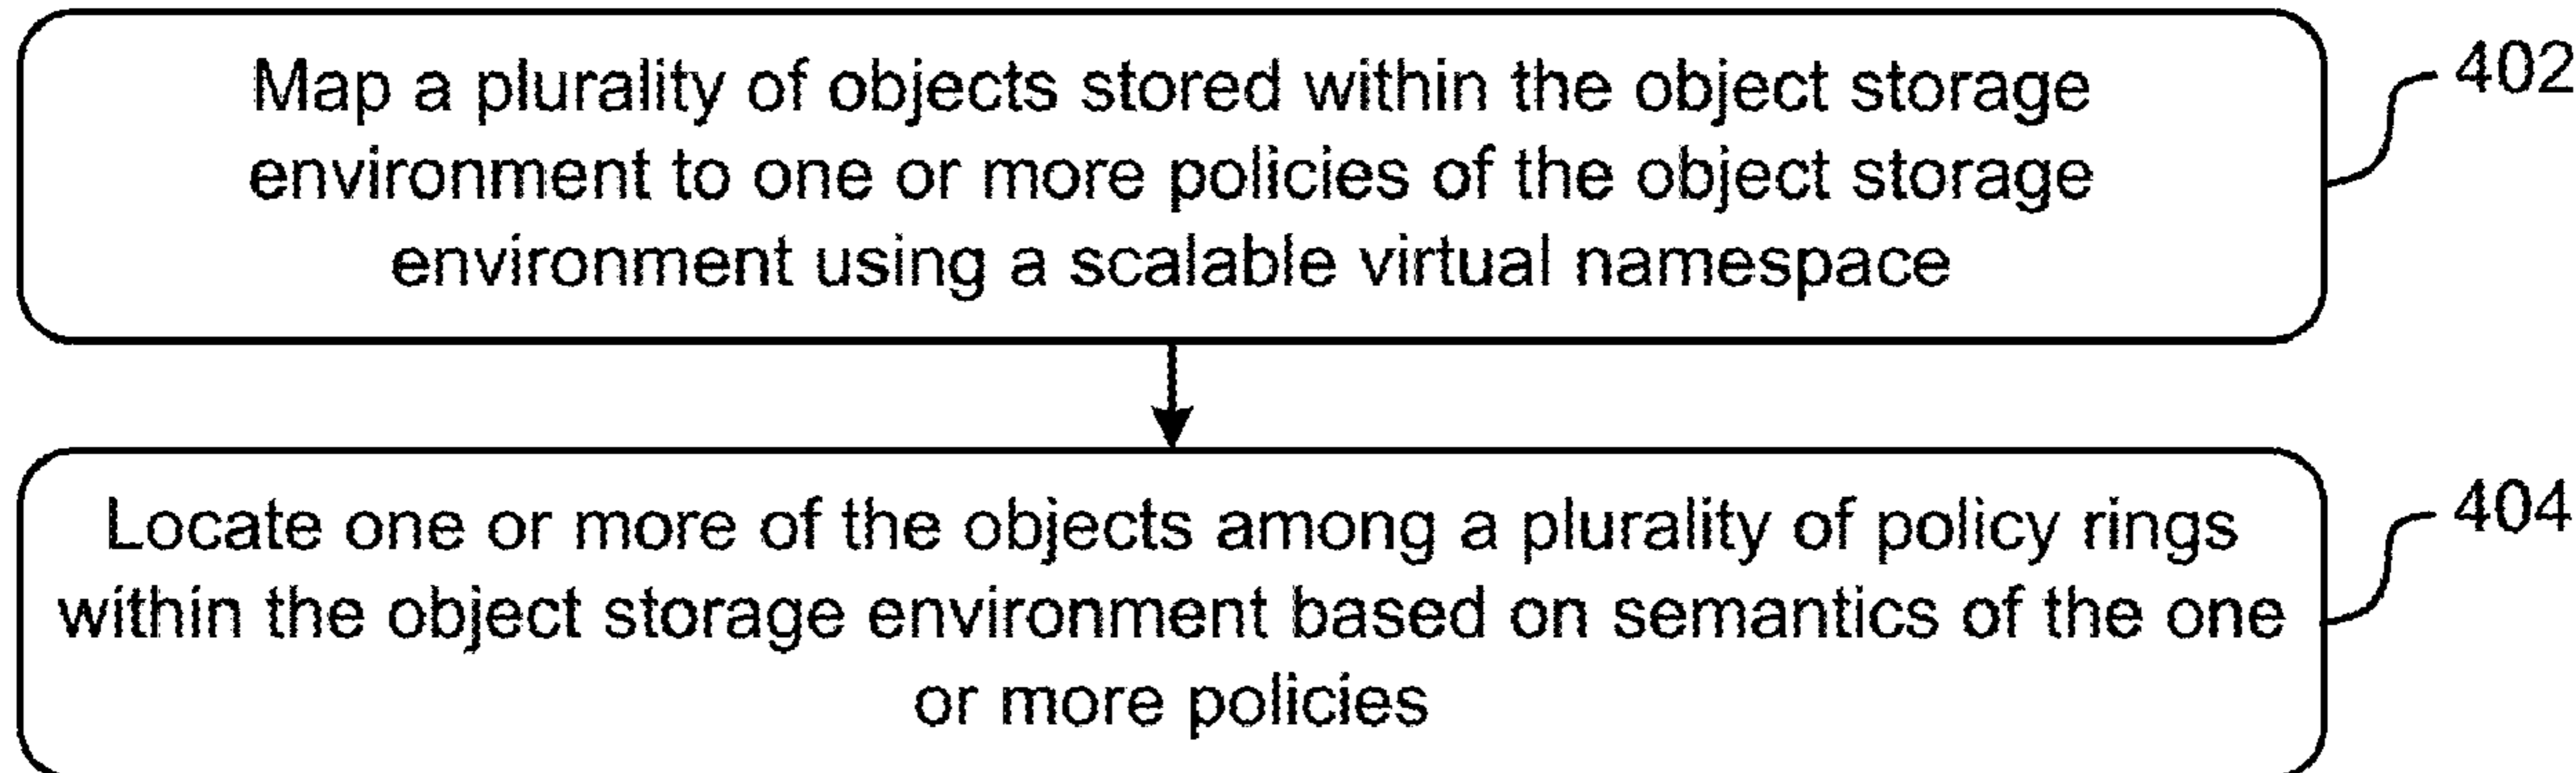 Map a plurality of objects stored within the object storage
environment to one or more policies of the object storage
environment using a scalable virtual namespace
402
Locate one or more of the objects among a plurality of policy rings
within the object storage environment based on semantics of the one
or more policies
404